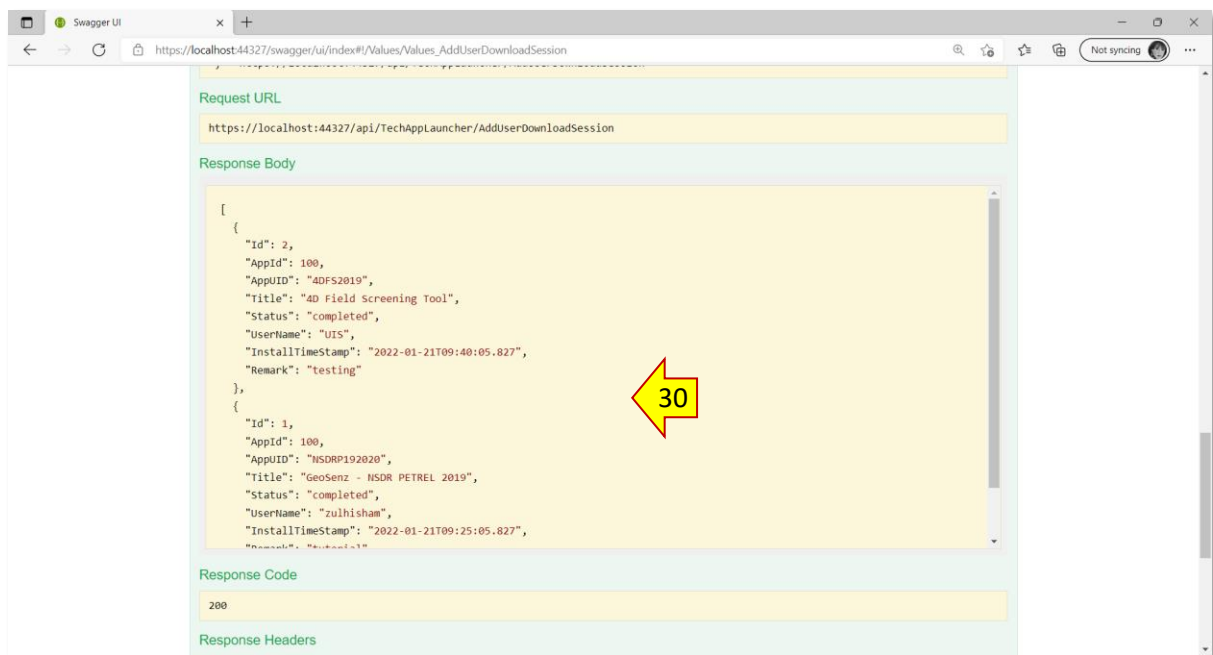 Swagger UI
https://localhost:44327/swagger/ui/index#!/Values/Values_AddUserDownloadSession
Not syncing
Request URL
https://localhost:44327/api/TechAppLauncher/AddUserDownloadSession
Response Body
[
{
"Id": 2,
"AppId": 100,
"AppUID": "4DFS2019",
"Title": "4D Field Screening Tool",
"Status": "completed",
"UserName": "UIS",
"InstallTimeStamp": "2022-01-21T09:40:05.827",
"Remark": "testing"
},
{
"Id": 1,
"AppId": 100,
"AppUID": "NSDRP192020",
"Title": "GeoSenz - NSDR PETREL 2019",
"Status": "completed",
"UserName": "zulhisham",
"InstallTimeStamp": "2022-01-21T09:25:05.827",
"Remark": "tutorial"
30
Response Code
200
Response Headers